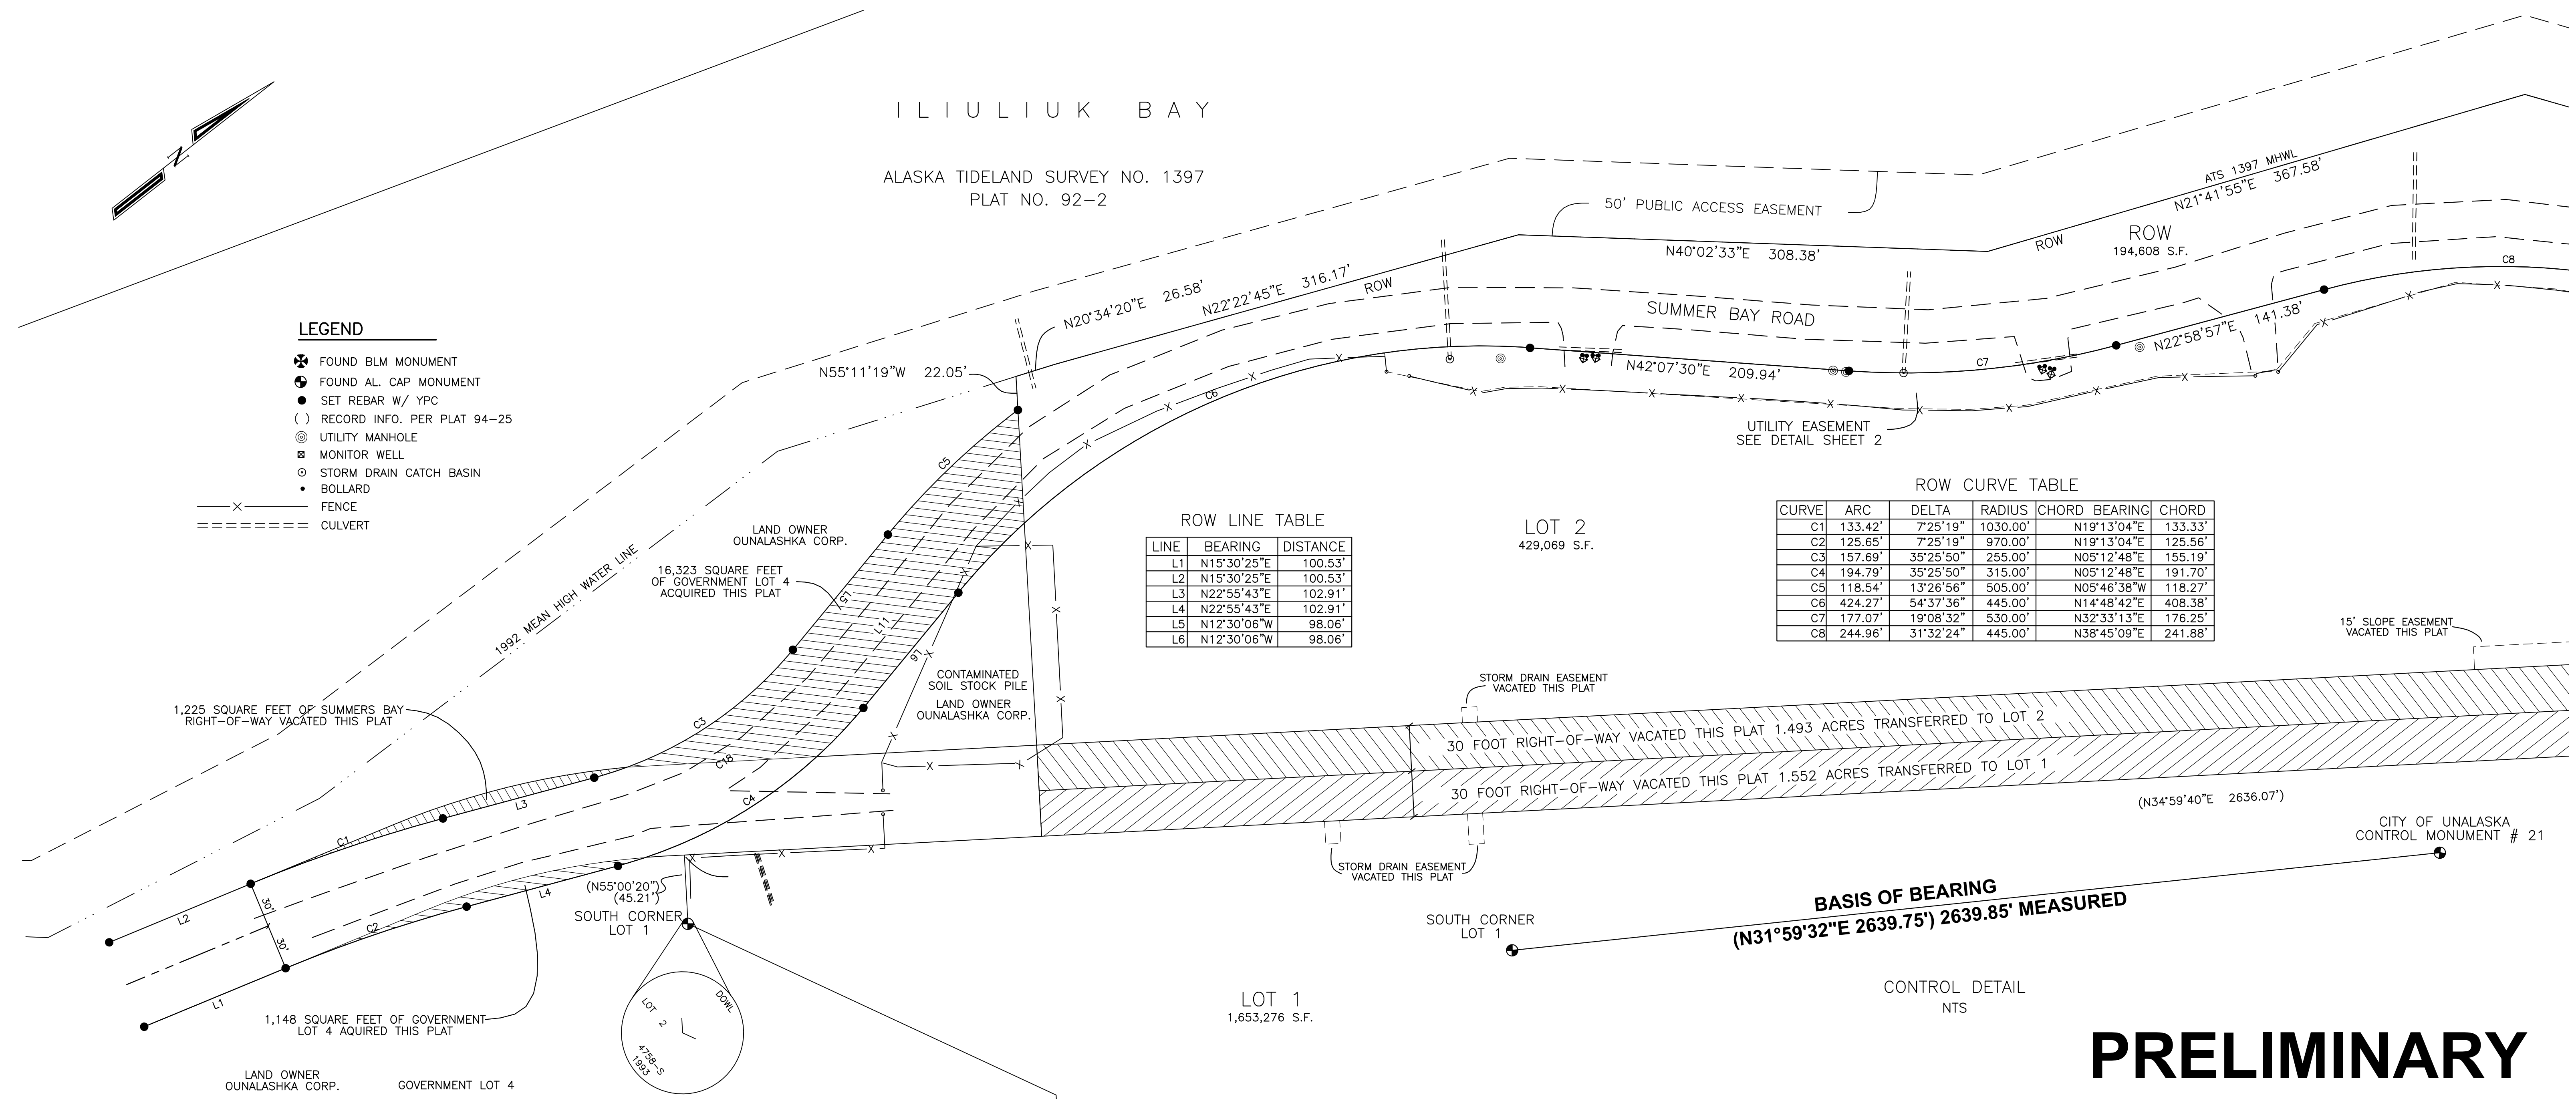 N
ILIULIUK BAY
ALASKA TIDELAND SURVEY NO. 1397
PLAT NO. 92-2
LEGEND
FOUND BLM MONUMENT
FOUND AL. CAP MONUMENT
SET REBAR W/ YPC
( ) RECORD INFO. PER PLAT 94-25
UTILITY MANHOLE
MONITOR WELL
STORM DRAIN CATCH BASIN
BOLLARD
X FENCE
CULVERT
50' PUBLIC ACCESS EASEMENT
ATS 1397 MHWL
N21°41'55"E 367.58'
ROW
194,608 S.F.
ROW
N40°02'33"E 308.38'
N22°22'45"E 316.17'
ROW
N20°34'20"E 26.58'
N55°11'19"W 22.05'
SUMMER BAY ROAD
C8
C7
N22°58'57"E 141.38'
N42°07'30"E 209.94'
C6
UTILITY EASEMENT
SEE DETAIL SHEET 2
C5
LAND OWNER
OUNALASHKA CORP.
16,323 SQUARE FEET
OF GOVERNMENT LOT 4
ACQUIRED THIS PLAT
L5
L11
L6
1992 MEAN HIGH WATER LINE
CONTAMINATED
SOIL STOCK PILE
LAND OWNER
OUNALASHKA CORP.
ROW LINE TABLE
LINE BEARING DISTANCE
L1 N15°30'25"E 100.53'
L2 N15°30'25"E 100.53'
L3 N22°55'43"E 102.91'
L4 N22°55'43"E 102.91'
L5 N12°30'06"W 98.06'
L6 N12°30'06"W 98.06'
LOT 2
429,069 S.F.
ROW CURVE TABLE
CURVE ARC DELTA RADIUS CHORD BEARING CHORD
C1 133.42' 7°25'19" 1030.00' N19°13'04"E 133.33'
C2 125.65' 7°25'19" 970.00' N19°13'04"E 125.56'
C3 157.69' 35°25'50" 255.00' N05°12'48"E 155.19'
C4 194.79' 35°25'50" 315.00' N05°12'48"E 191.70'
C5 118.54' 13°26'56" 505.00' N05°46'38"W 118.27'
C6 424.27' 54°37'36" 445.00' N14°48'42"E 408.38'
C7 177.07' 19°08'32" 530.00' N32°33'13"E 176.25'
C8 244.96' 31°32'24" 445.00' N38°45'09"E 241.88'
15' SLOPE EASEMENT
VACATED THIS PLAT
STORM DRAIN EASEMENT
VACATED THIS PLAT
1,225 SQUARE FEET OF SUMMERS BAY
RIGHT-OF-WAY VACATED THIS PLAT
C3
C18
C4
L3
C1
30 FOOT RIGHT-OF-WAY VACATED THIS PLAT 1.493 ACRES TRANSFERRED TO LOT 2
30 FOOT RIGHT-OF-WAY VACATED THIS PLAT 1.552 ACRES TRANSFERRED TO LOT 1
(N34°59'40"E 2636.07')
STORM DRAIN EASEMENT
VACATED THIS PLAT
CITY OF UNALASKA
CONTROL MONUMENT # 21
L4
C2
L2
30'
30'
L1
(N55°00'20")
(45.21')
SOUTH CORNER
LOT 1
BASIS OF BEARING
(N31°59'32"E 2639.75') 2639.85' MEASURED
SOUTH CORNER
LOT 1
CONTROL DETAIL
NTS
LOT 1
1,653,276 S.F.
LOT 2
DOWL
4758-S
1993
1,148 SQUARE FEET OF GOVERNMENT
LOT 4 AQUIRED THIS PLAT
LAND OWNER
OUNALASHKA CORP.
GOVERNMENT LOT 4
PRELIMINARY